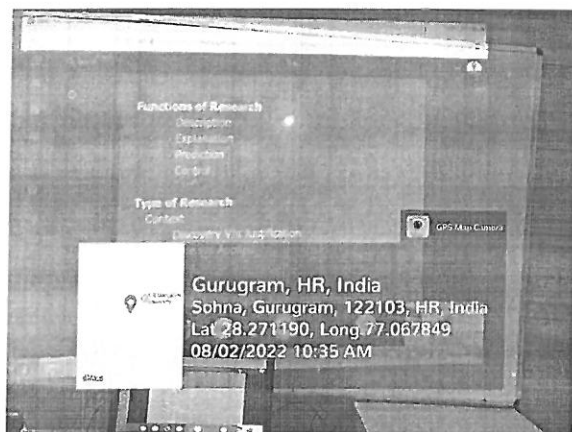 Functions of Research
Description
Explanation
Prediction
Control
Type of Research
Context
Discovery V/s Justification
GPS Map Camera
Gurugram, HR, India
Sohna, Gurugram, 122103, HR, India
Lat 28.271190, Long 77.067849
08/02/2022 10:35 AM